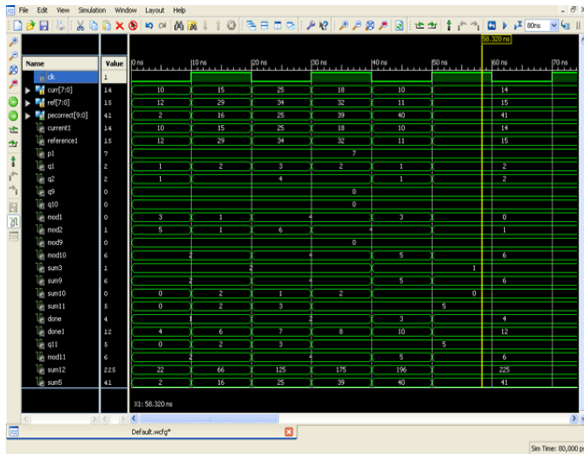 File Edit View Simulation Window Layout Help
80ns
58.320 ns
Name Value 0 ns 10 ns 20 ns 30 ns 40 ns 50 ns 60 ns 70 ns
clk 1
curr[7:0] 14 10 15 25 18 10 14
ref[7:0] 15 12 29 34 32 11 15
pecorrect[9:0] 41 2 16 25 39 40 41
current1 14 10 15 25 18 10 14
reference1 15 12 29 34 32 11 15
p1 7 7
q1 2 1 2 3 2 1 2
q2 2 1 4 1 2
q9 0 0
q10 0 0
mod1 0 3 1 4 3 0
mod2 1 5 1 6 4 1
mod9 0 0
mod10 6 2 4 5 6
sum3 1 2 1
sum9 6 2 4 5 6
sum10 0 0 2 1 2 0
sum11 5 0 2 3 5
done 4 1 2 3 4
done1 12 4 6 7 8 10 12
q11 5 0 2 3 5
mod11 6 2 4 5 6
sum12 225 22 66 125 175 196 225
sum5 41 2 16 25 39 40 41
X1: 58.320 ns
Default.wcfg*
Sim Time: 80,000 ps